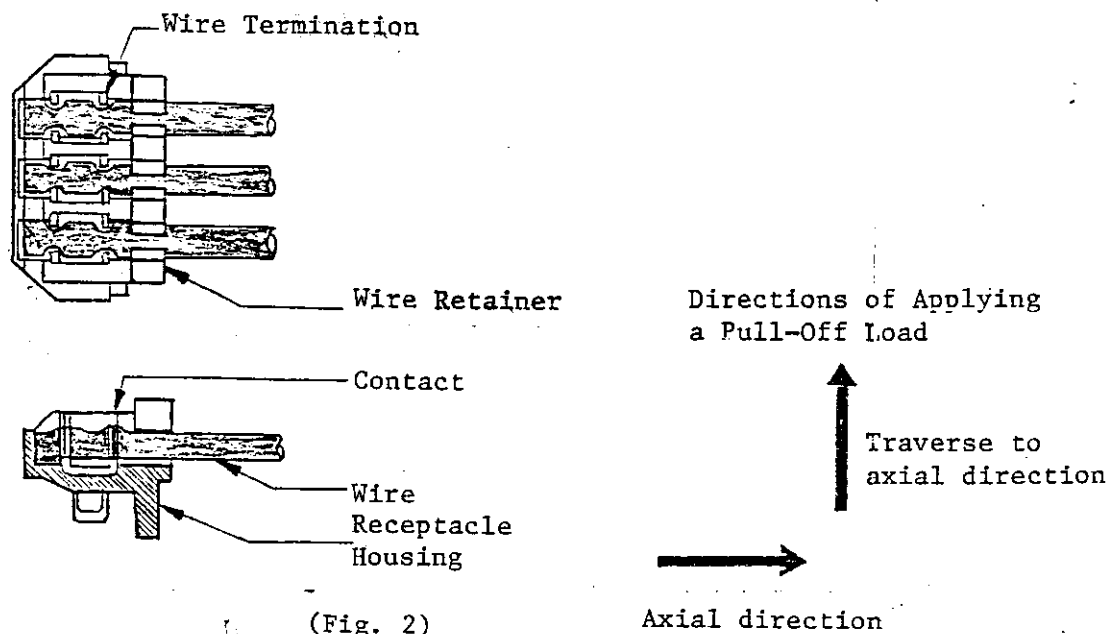 Wire Termination
Wire Retainer
Directions of Applying
a Pull-Off Load
Contact
Traverse to
axial direction
Wire
Receptacle
Housing
(Fig. 2)
Axial direction